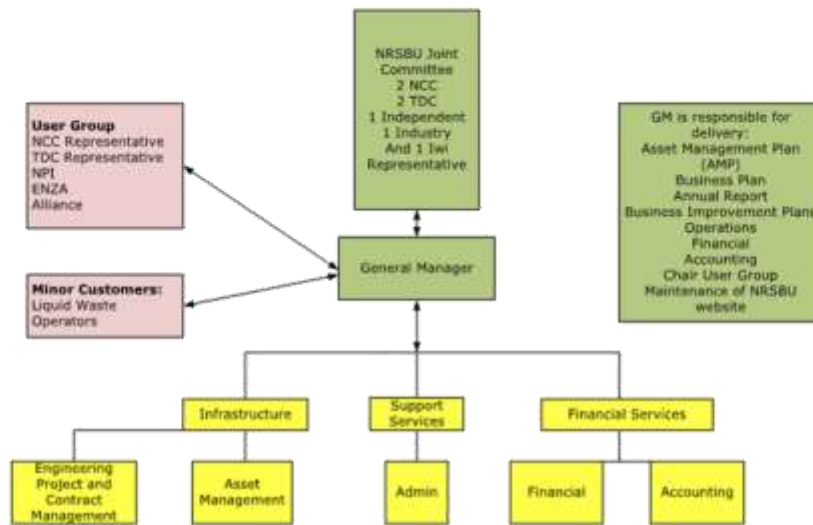 NRSBU Joint
Committee
2 NCC
2 TDC
1 Independent
1 Industry
And 1 Iwi
Representative
User Group
NCC Representative
TDC Representative
NPI
ENZA
Alliance
GM is responsible for
delivery:
Asset Management Plan
(AMP)
Business Plan
Annual Report
Business Improvement Plans
Operations
Financial
Accounting
Chair User Group
Maintenance of NRSBU
website
General Manager
Minor Customers:
Liquid Waste
Operators
Infrastructure
Support
Services
Financial Services
Engineering
Project and
Contract
Management
Asset
Management
Admin
Financial
Accounting